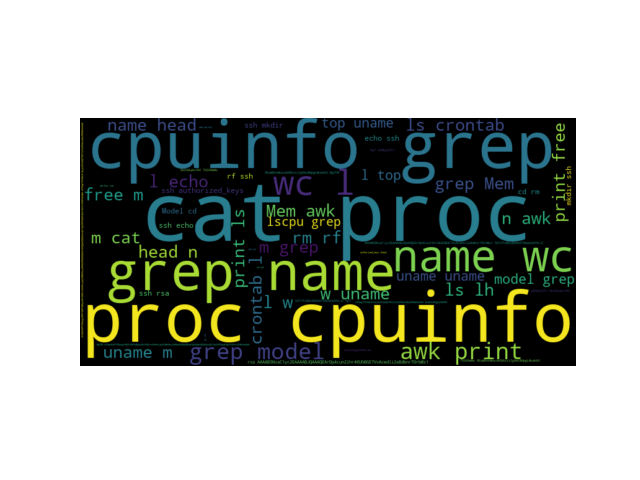 name head
ssh mkdir
top uname
ls crontab
cpuinfo grep
echo ssh
print free
mkdir ssh
l echo
rf ssh
wc l
l top
grep Mem
free m
ssh authorized_keys
cd rm
cat proc
Model cd
Mem awk
n awk
ssh echo
lscpu grep
print ls
m cat
rm rf
head n
m grep
name wc
grep name
uname uname
model grep
crontab l
ssh rsa
l w
w uname
ls lh
proc cpuinfo
uname m
grep model
awk print